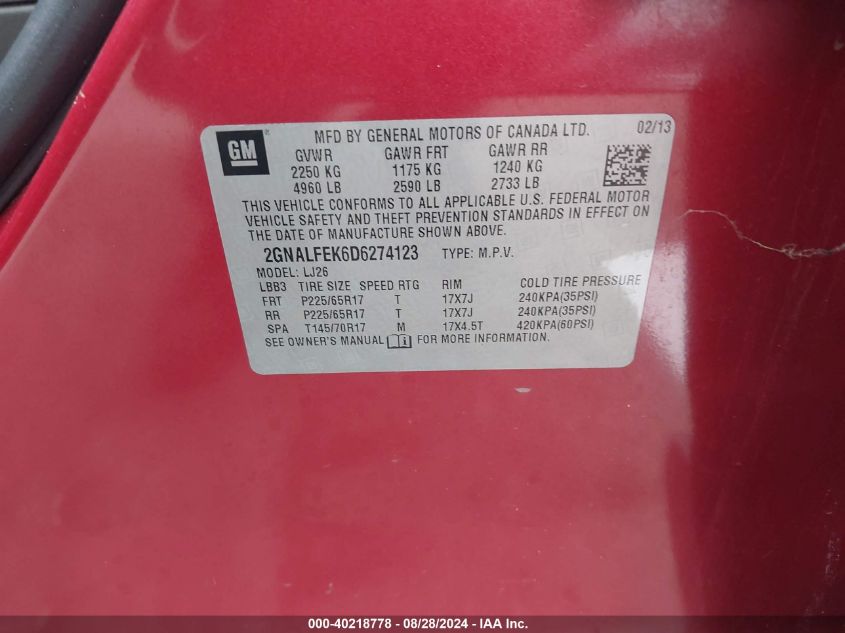 GM ® MFD BY GENERAL MOTORS OF CANADA LTD. 02/13
GVWR GAWR FRT GAWR RR
2250 KG 1175 KG 1240 KG
4960 LB 2590 LB 2733 LB
THIS VEHICLE CONFORMS TO ALL APPLICABLE U.S. FEDERAL MOTOR
VEHICLE SAFETY AND THEFT PREVENTION STANDARDS IN EFFECT ON
THE DATE OF MANUFACTURE SHOWN ABOVE.
2GNALFEK6D6274123 TYPE: M.P.V.
MODEL: LJ26
LBB3 TIRE SIZE SPEED RTG RIM COLD TIRE PRESSURE
FRT P225/65R17 T 17X7J 240KPA(35PSI)
RR P225/65R17 T 17X7J 240KPA(35PSI)
SPA T145/70R17 M 17X4.5T 420KPA(60PSI)
SEE OWNER'S MANUAL FOR MORE INFORMATION.
000-40218778 - 08/28/2024 - IAA Inc.